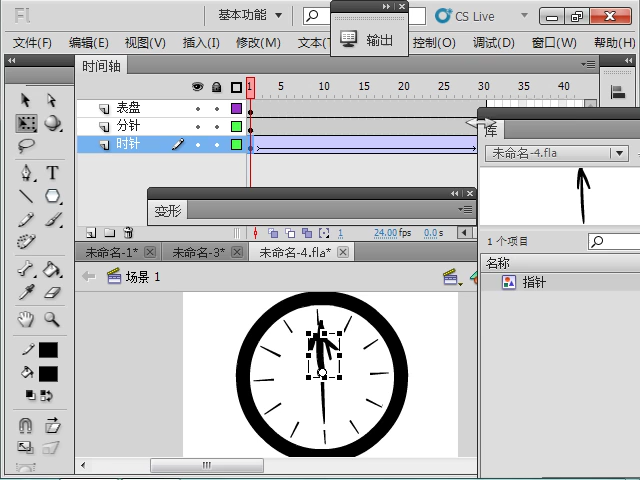 Fl
基本功能
CS Live
输出
文件(F) 编辑(E) 视图(V) 插入(I) 修改(M) 文本(T 控制(O) 调试(D) 窗口(W) 帮助(H)
时间轴
1 5 10 15 20 25 30 35 40
表盘
分针
时针
库
未命名-4.fla
变形
1 24.00 fps 0.0 s
1 个项目
未命名-1* 未命名-3* 未命名-4.fla*
名称
场景 1
指针
T